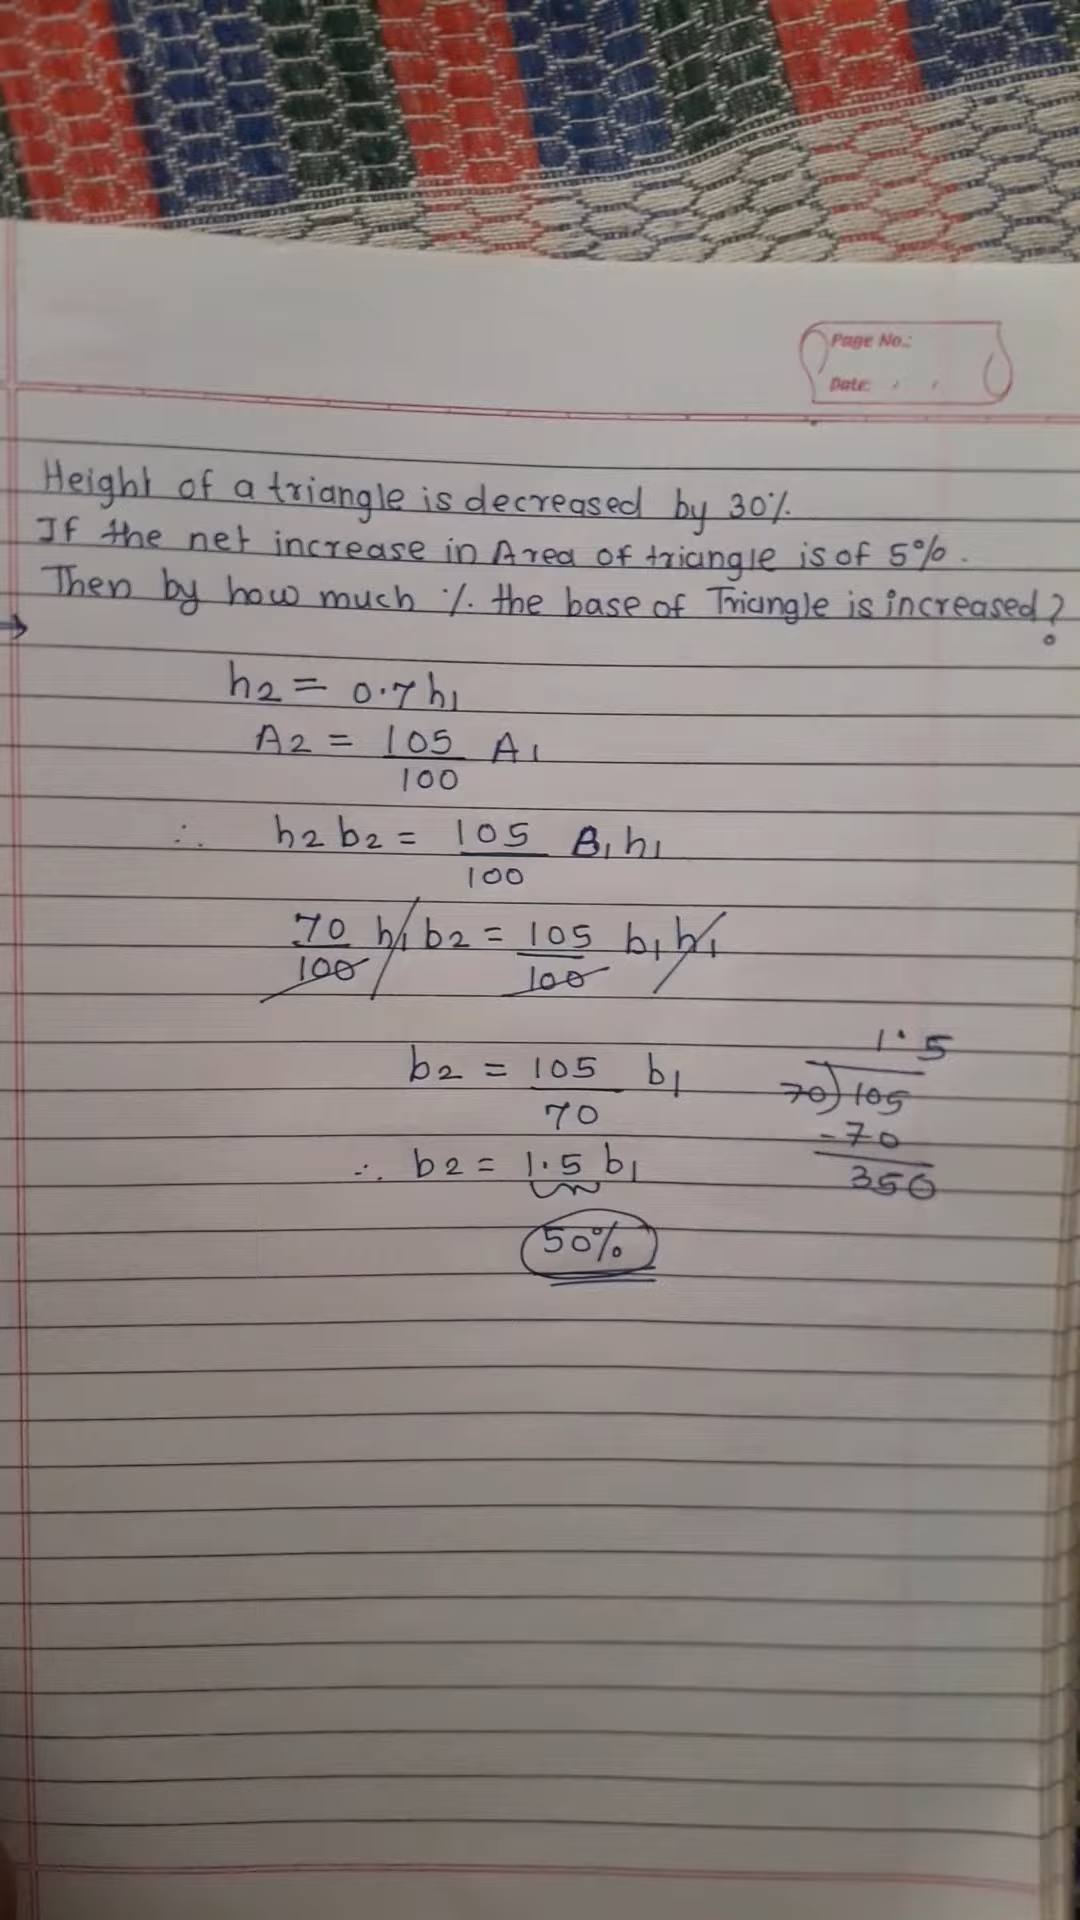 Page No.:
Date:
Height of a triangle is decreased by 30%.
If the net increase in Area of triangle is of 5%.
Then by how much % the base of Triangle is increased?
→
h2 = 0.7 h1
A2 = 105/100 A1
∴ h2 b2 = 105/100 B1 h1
70/100 h1 b2 = 105/100 b1 h1
b2 = 105/70 b1
∴ b2 = 1.5 b1
50%
1.5
70)105
-70
350